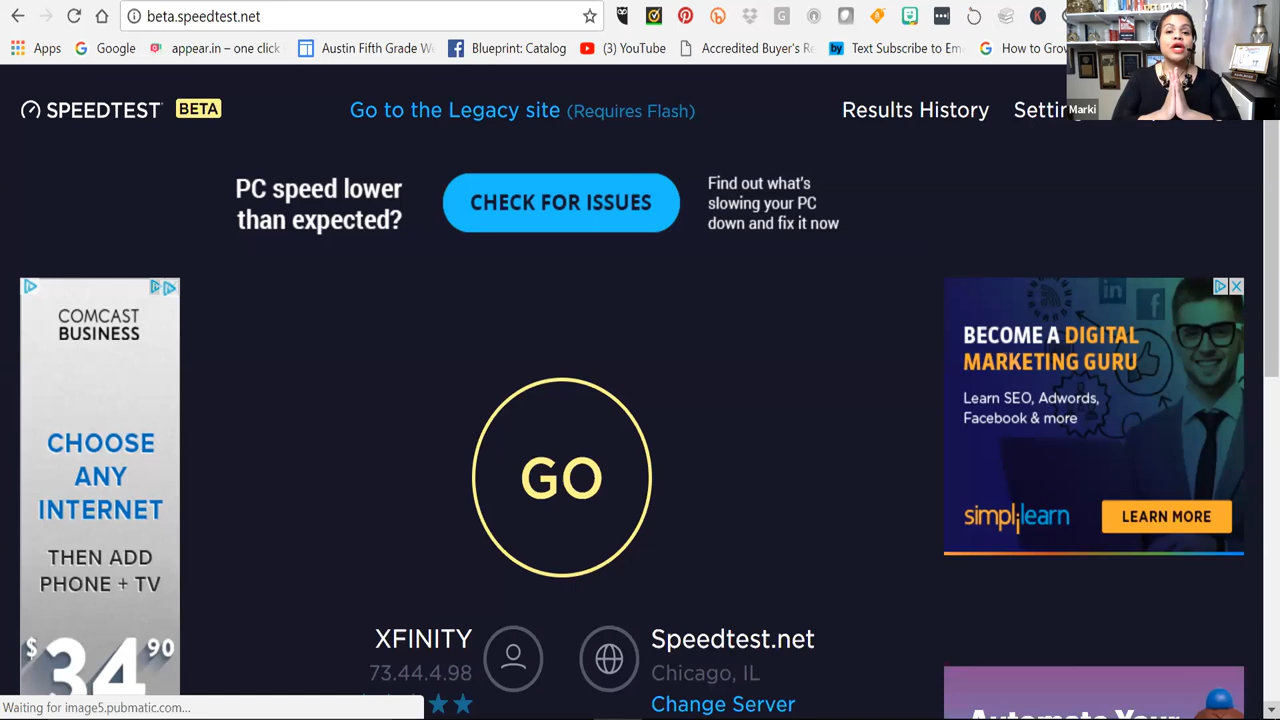 beta.speedtest.net
Apps Google appear.in – one click Austin Fifth Grade Blueprint: Catalog YouTube Accredited Buyer's Re Text Subscribe to Em How to Grow
Marki
SPEEDTEST BETA
Go to the Legacy site (Requires Flash)
Results History
PC speed lower
than expected?
CHECK FOR ISSUES
Find out what's
slowing your PC
down and fix it now
COMCAST
BUSINESS
CHOOSE
ANY
INTERNET
THEN ADD
PHONE + TV
$34.90
BECOME A DIGITAL
MARKETING GURU
Learn SEO, Adwords,
Facebook & more
simplilearn
LEARN MORE
GO
XFINITY
73.44.4.98
Speedtest.net
Chicago, IL
Change Server
Automate Your
Waiting for image5.pubmatic.com...